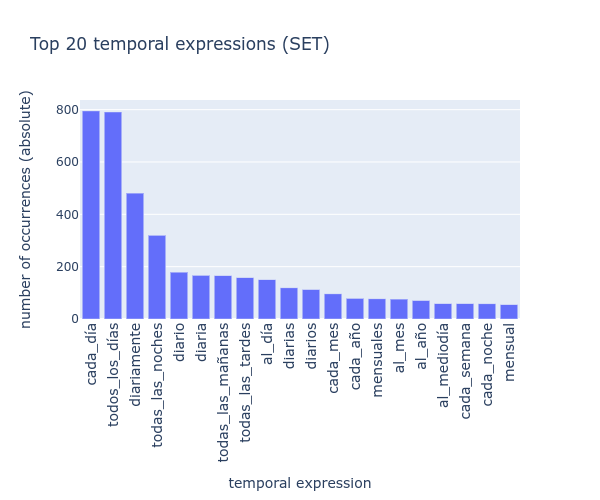 Top 20 temporal expressions (SET)
number of occurrences (absolute)
800
600
400
200
0
cada_día
todos_los_días
diariamente
todas_las_noches
diario
diaria
todas_las_mañanas
todas_las_tardes
al_día
diarias
diarios
cada_mes
cada_año
mensuales
al_mes
al_año
al_mediodía
cada_semana
cada_noche
mensual
temporal expression